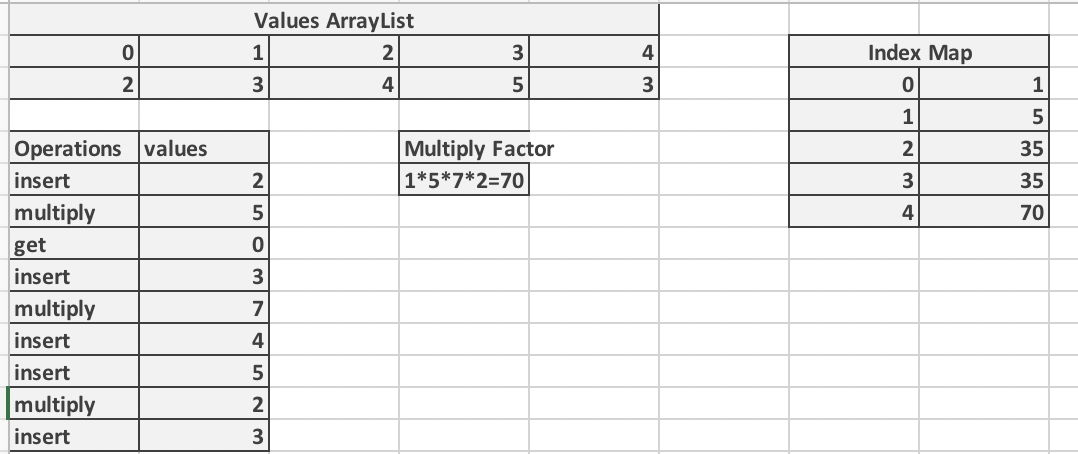 Values ArrayList
0 1 2 3 4
2 3 4 5 3
Index Map
0 1
1 5
2 35
3 35
4 70
Operations values
insert 2
multiply 5
get 0
insert 3
multiply 7
insert 4
insert 5
multiply 2
insert 3
Multiply Factor
1*5*7*2=70